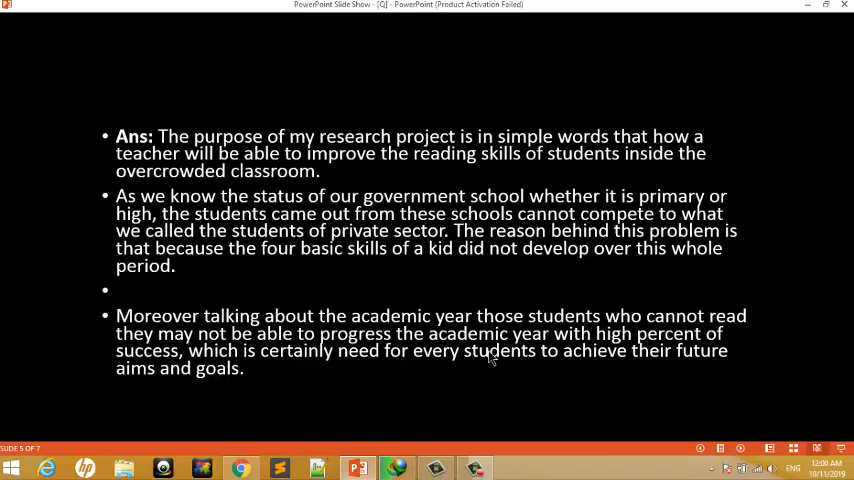 PowerPoint Slide Show - [Q] - PowerPoint (Product Activation Failed)
• Ans: The purpose of my research project is in simple words that how a
teacher will be able to improve the reading skills of students inside the
overcrowded classroom.
• As we know the status of our government school whether it is primary or
high, the students came out from these schools cannot compete to what
we called the students of private sector. The reason behind this problem is
that because the four basic skills of a kid did not develop over this whole
period.
•
• Moreover talking about the academic year those students who cannot read
they may not be able to progress the academic year with high percent of
success, which is certainly need for every students to achieve their future
aims and goals.
SLIDE 5 OF 7
ENG
12:00 AM
10/11/2019